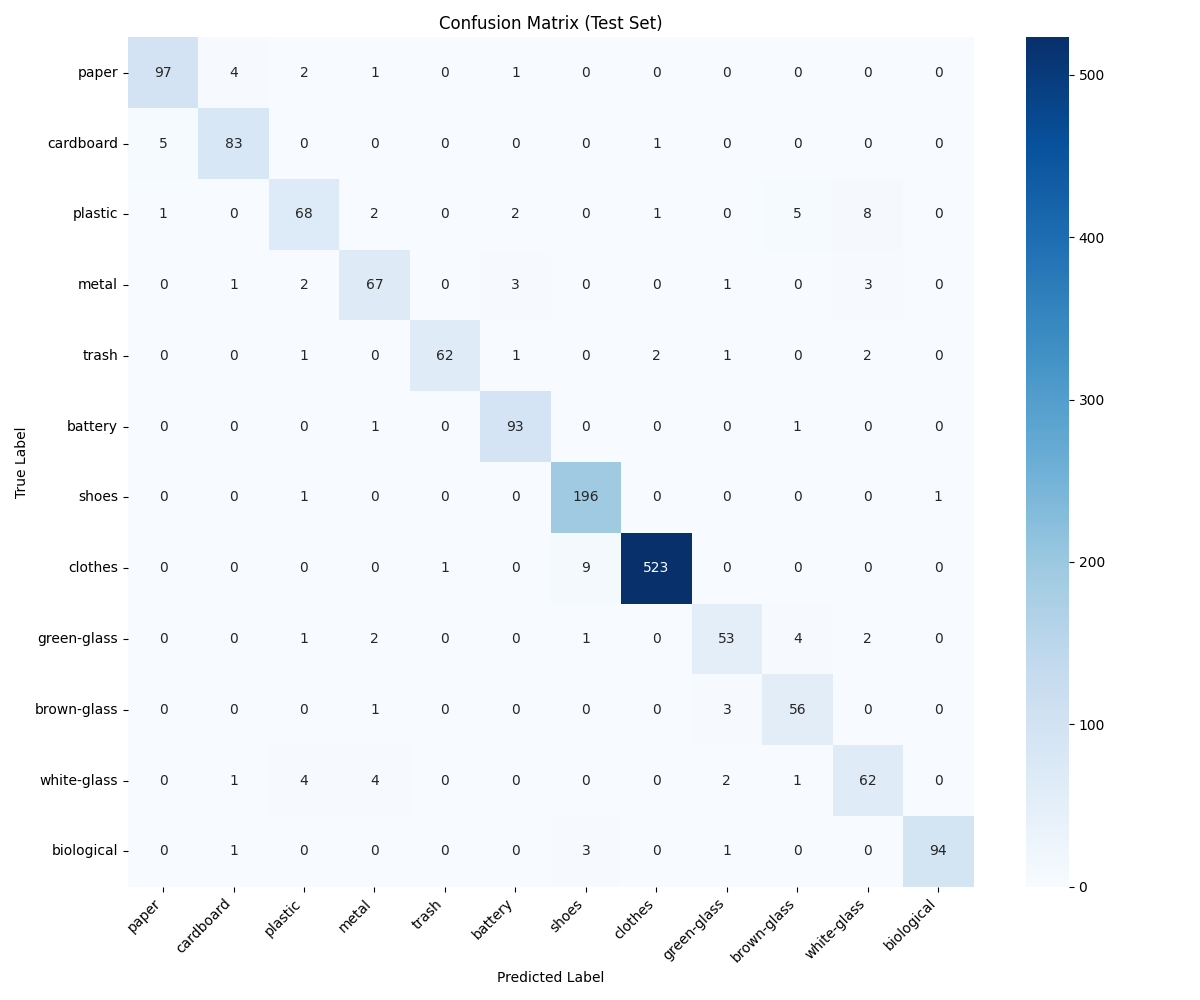 Confusion Matrix (Test Set)
paper 97 4 2 1 0 1 0 0 0 0 0 0
cardboard 5 83 0 0 0 0 0 1 0 0 0 0
plastic 1 0 68 2 0 2 0 1 0 5 8 0
metal 0 1 2 67 0 3 0 0 1 0 3 0
trash 0 0 1 0 62 1 0 2 1 0 2 0
battery 0 0 0 1 0 93 0 0 0 1 0 0
shoes 0 0 1 0 0 0 196 0 0 0 0 1
clothes 0 0 0 0 1 0 9 523 0 0 0 0
green-glass 0 0 1 2 0 0 1 0 53 4 2 0
brown-glass 0 0 0 1 0 0 0 0 3 56 0 0
white-glass 0 1 4 4 0 0 0 0 2 1 62 0
biological 0 1 0 0 0 0 3 0 1 0 0 94
paper cardboard plastic metal trash battery shoes clothes green-glass brown-glass white-glass biological
Predicted Label
True Label
500
400
300
200
100
0